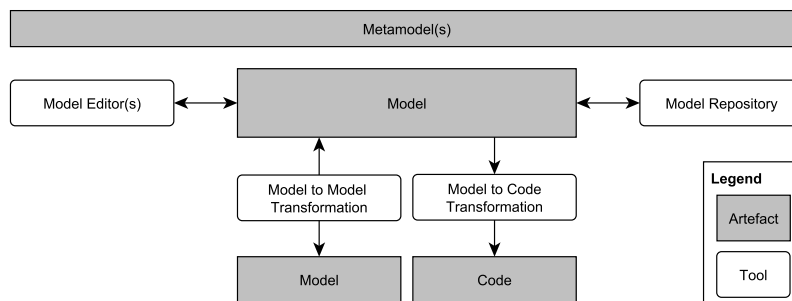 Metamodel(s)
Model Editor(s)
Model
Model Repository
Model to Model
Transformation
Model to Code
Transformation
Model
Code
Legend
Artefact
Tool